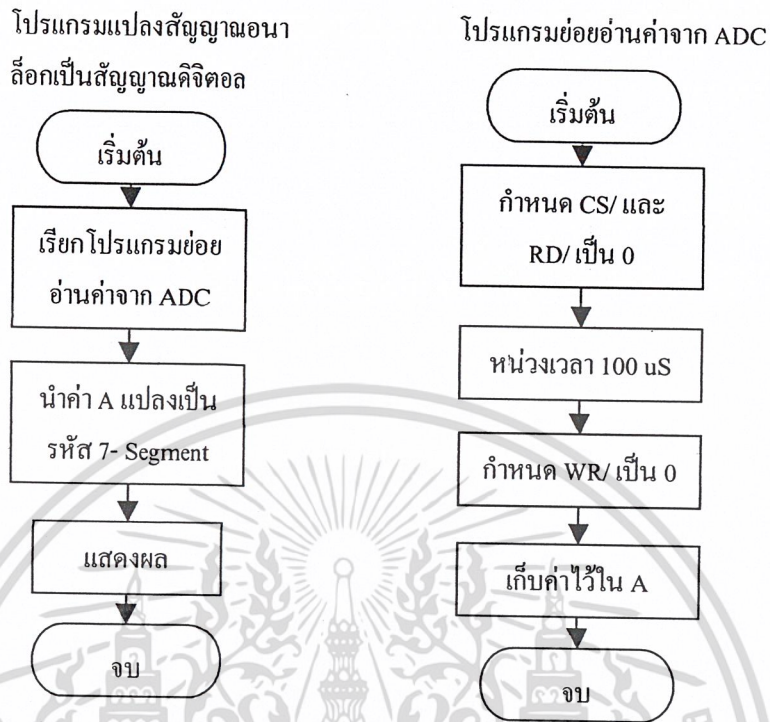 โปรแกรมแปลงสัญญาณอนา
ล็อกเป็นสัญญาณดิจิตอล
เริ่มต้น
เรียกโปรแกรมย่อย
อ่านค่าจาก ADC
นำค่า A แปลงเป็น
รหัส 7- Segment
แสดงผล
จบ
โปรแกรมย่อยอ่านค่าจาก ADC
เริ่มต้น
กำหนด CS/ และ
RD/ เป็น 0
หน่วงเวลา 100 uS
กำหนด WR/ เป็น 0
เก็บค่าไว้ใน A
จบ